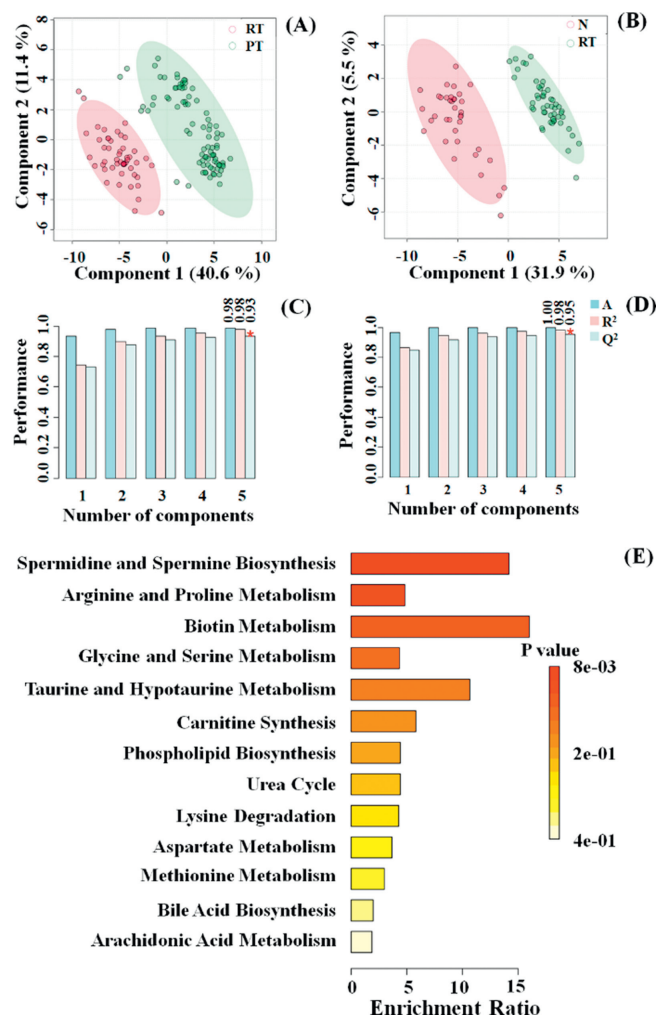 (A)
RT
PT
Component 2 (11.4 %)
8
6
4
2
0
-2
-4
-6
-10
-5
0
5
10
Component 1 (40.6 %)
(B)
N
RT
Component 2 (5.5 %)
4
2
0
-2
-4
-6
-10
-5
0
5
Component 1 (31.9 %)
(C)
0.98
0.98
0.93
*
Performance
1.0
0.8
0.6
0.4
0.2
0.0
1
2
3
4
5
Number of components
(D)
A
R²
Q²
1.00
0.98
0.95
*
Performance
1.0
0.8
0.6
0.4
0.2
0.0
1
2
3
4
5
Number of components
Spermidine and Spermine Biosynthesis
Arginine and Proline Metabolism
Biotin Metabolism
Glycine and Serine Metabolism
Taurine and Hypotaurine Metabolism
Carnitine Synthesis
Phospholipid Biosynthesis
Urea Cycle
Lysine Degradation
Aspartate Metabolism
Methionine Metabolism
Bile Acid Biosynthesis
Arachidonic Acid Metabolism
P value
8e-03
2e-01
4e-01
(E)
0
5
10
15
Enrichment Ratio